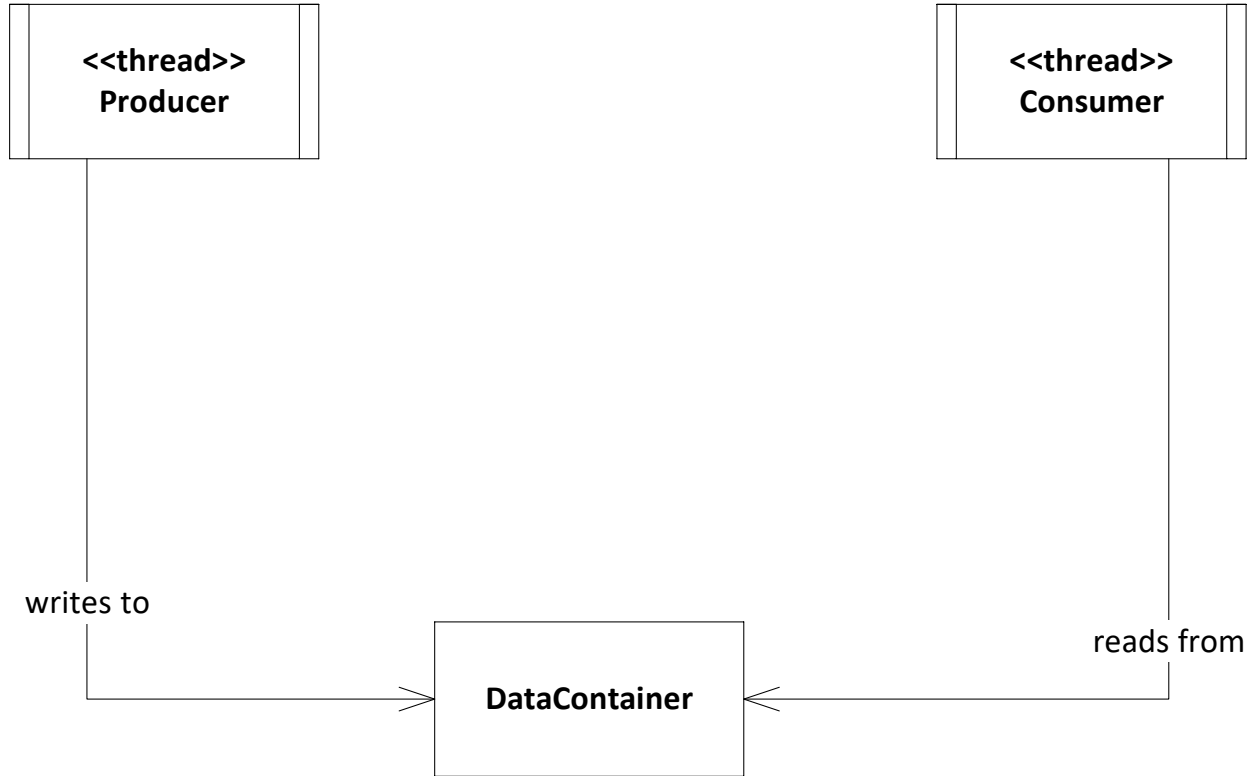 <<thread>>
Producer
<<thread>>
Consumer
writes to
reads from
DataContainer